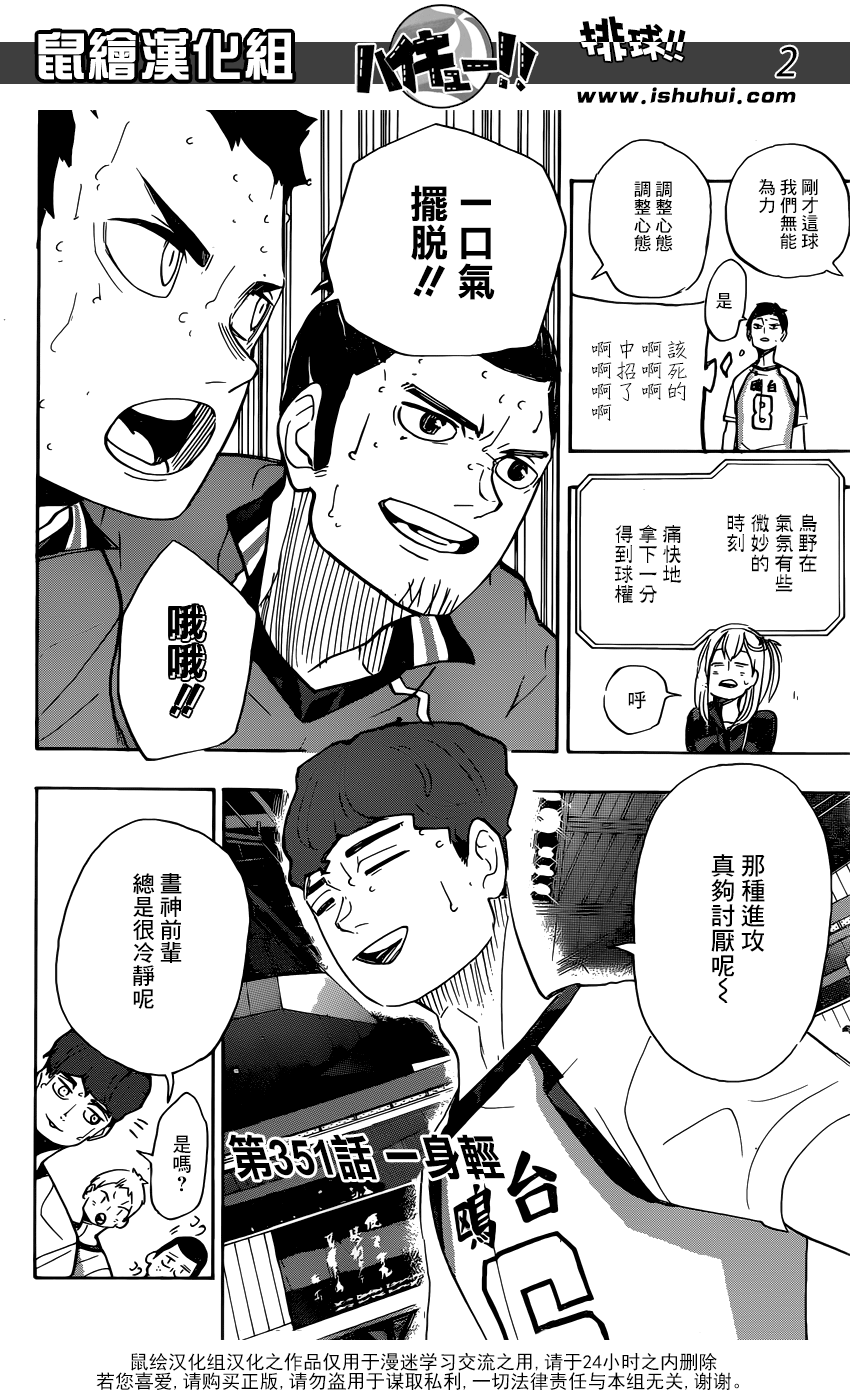 鼠繪漢化組
ハイキュー!!
排球!!
2
www.ishuhui.com
剛才這球
我們無能
為力
調整心態
調整心態
是
該死的
啊啊啊
中招了
啊啊啊
啊
鷗台
8
烏野在
氣氛有些
微妙的
時刻
痛快地
拿下一分
得到球權
呼
一口氣
擺脱!!
哦
哦!!
那種進攻
真夠討厭呢~
晝神前輩
總是很冷靜呢
是嗎?
第351話 一身輕
鷗台
6
鼠绘汉化组汉化之作品仅用于漫迷学习交流之用, 请于24小时之内删除
若您喜爱, 请购买正版, 请勿盗用于谋取私利, 一切法律责任与本组无关, 谢谢.